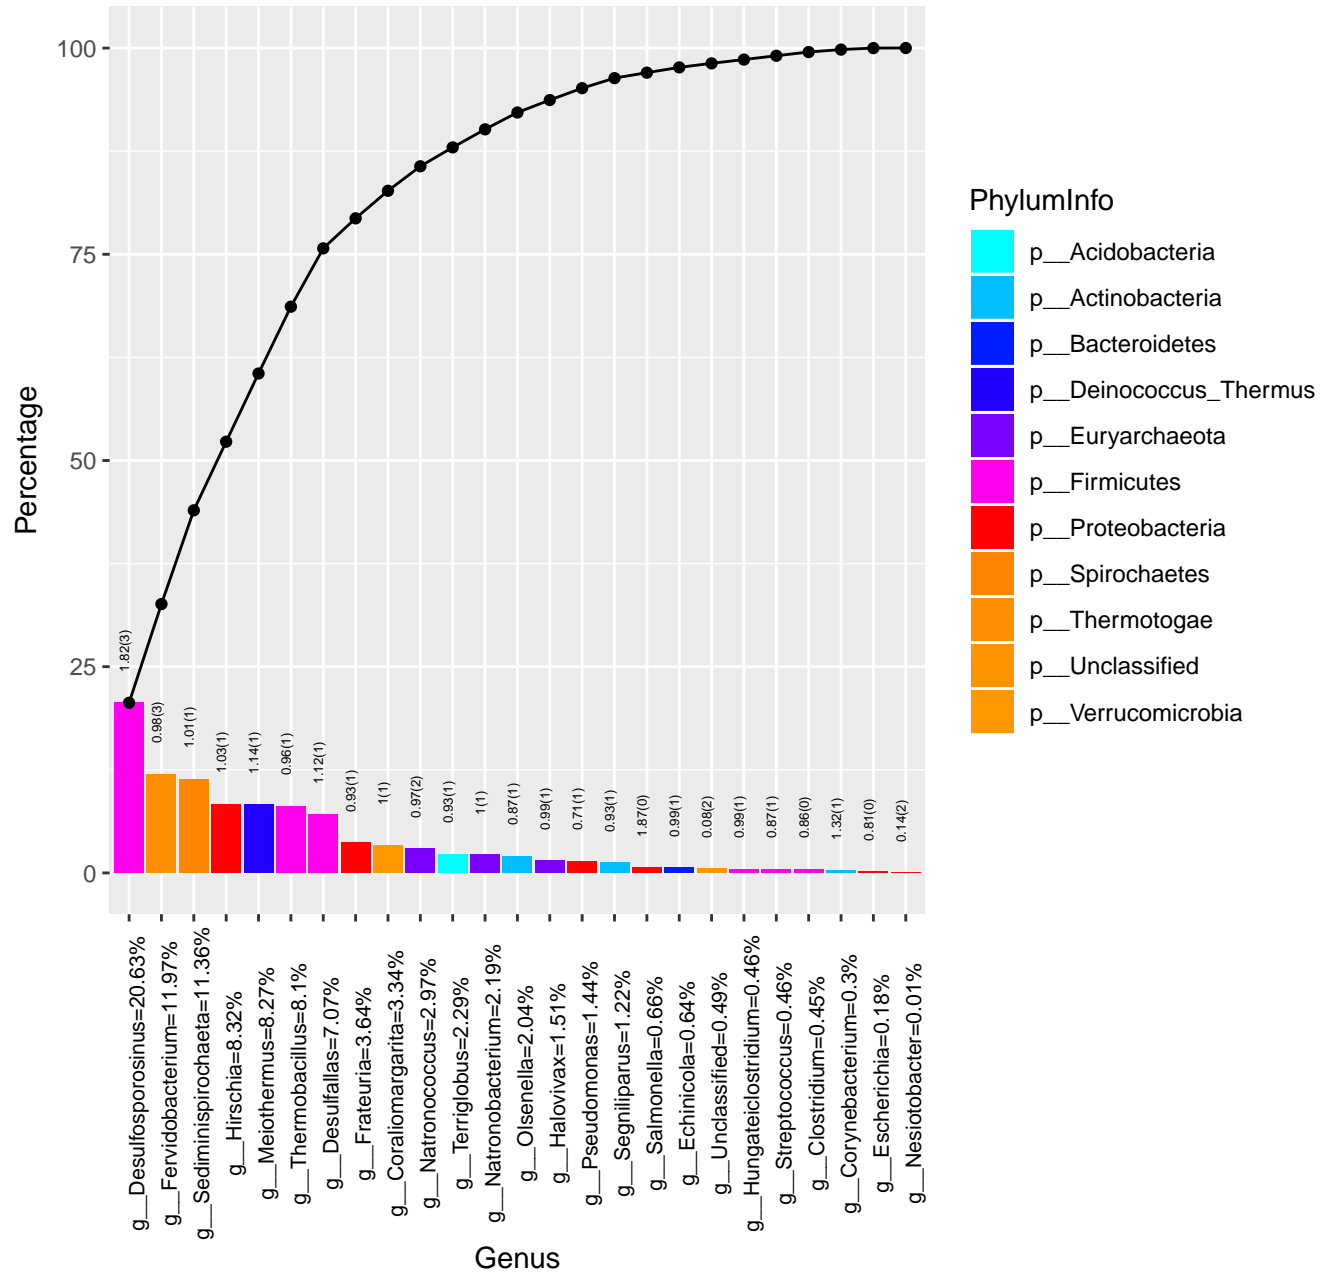 100
75
50
25
0
Percentage
1.82(3)
0.98(3)
1.01(1)
1.03(1)
1.14(1)
0.96(1)
1.12(1)
0.93(1)
1(1)
0.97(2)
0.93(1)
1(1)
0.87(1)
0.99(1)
0.71(1)
0.93(1)
1.87(0)
0.99(1)
0.08(2)
0.99(1)
0.87(1)
0.86(0)
1.32(1)
0.81(0)
0.14(2)
g__Desulfosporosinus=20.63%
g__Fervidobacterium=11.97%
g__Sediminispirochaeta=11.36%
g__Hirschia=8.32%
g__Meiothermus=8.27%
g__Thermobacillus=8.1%
g__Desulfallas=7.07%
g__Frateuria=3.64%
g__Coraliomargarita=3.34%
g__Natronococcus=2.97%
g__Terriglobus=2.29%
g__Natronobacterium=2.19%
g__Olsenella=2.04%
g__Halovivax=1.51%
g__Pseudomonas=1.44%
g__Segniliparus=1.22%
g__Salmonella=0.66%
g__Echinicola=0.64%
g__Unclassified=0.49%
g__Hungateiclostridium=0.46%
g__Streptococcus=0.46%
g__Clostridium=0.45%
g__Corynebacterium=0.3%
g__Escherichia=0.18%
g__Nesiotobacter=0.01%
Genus
PhylumInfo
p__Acidobacteria
p__Actinobacteria
p__Bacteroidetes
p__Deinococcus_Thermus
p__Euryarchaeota
p__Firmicutes
p__Proteobacteria
p__Spirochaetes
p__Thermotogae
p__Unclassified
p__Verrucomicrobia